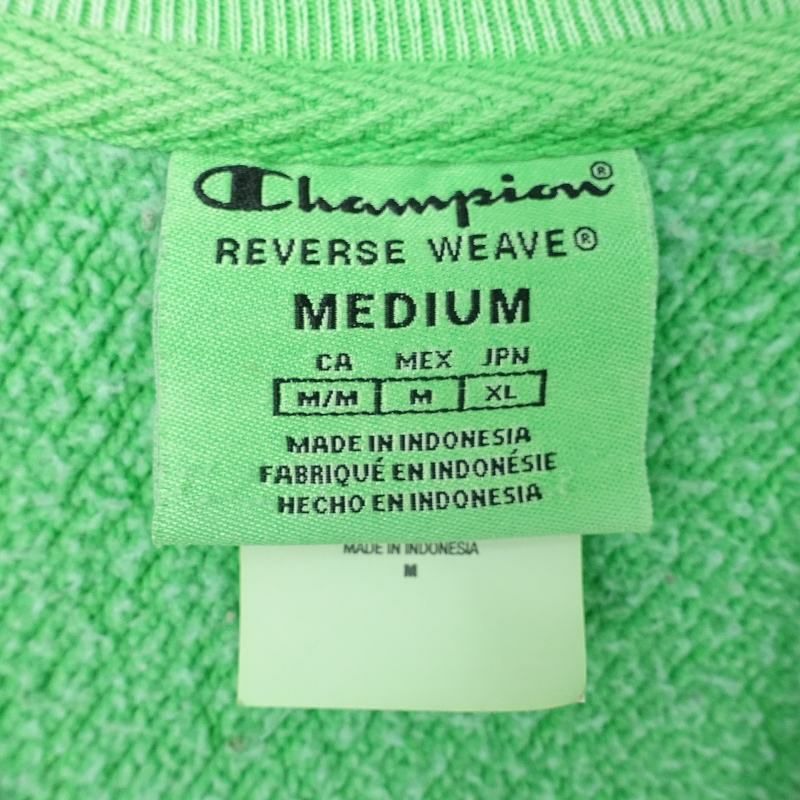 Champion®
REVERSE WEAVE®
MEDIUM
CA MEX JPN
M/M M XL
MADE IN INDONESIA
FABRIQUÉ EN INDONÉSIE
HECHO EN INDONESIA
MADE IN INDONESIA
M